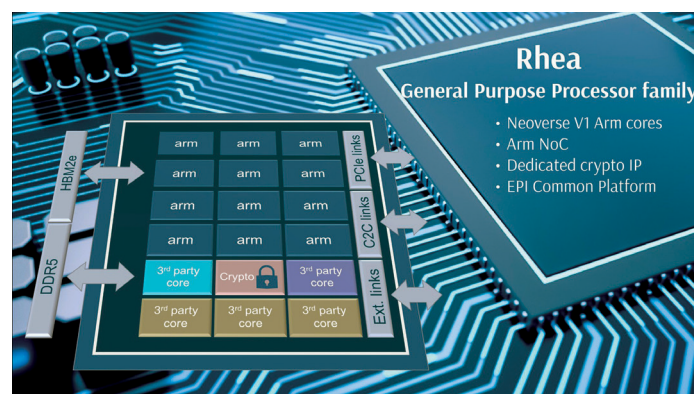 Rhea
General Purpose Processor family
• Neoverse V1 Arm cores
• Arm NoC
• Dedicated crypto IP
• EPI Common Platform
HBM2e
DDR5
arm arm arm
arm arm arm
arm arm arm
arm arm arm
3rd party core
Crypto
3rd party core
3rd party core
3rd party core
3rd party core
PCIe links
C2C links
Ext. links